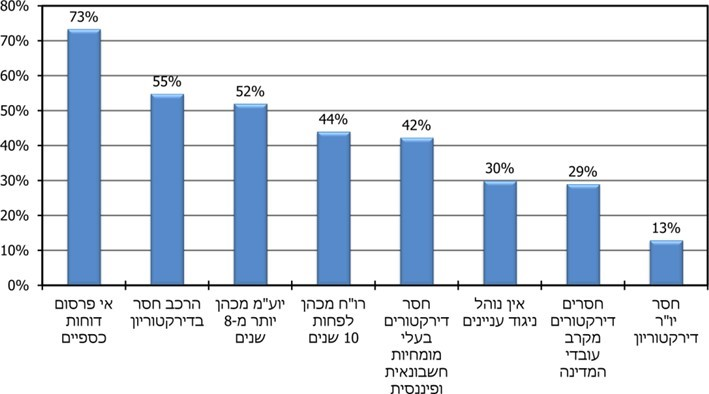 80%
70%
60%
50%
40%
30%
20%
10%
0%
73%
55%
52%
44%
42%
30%
29%
13%
אי פרסום
דוחות
כספיים
הרכב חסר
בדירקטוריון
יוע"מ מכהן
יותר מ-8
שנים
רו"ח מכהן
לפחות
10 שנים
חסר
דירקטורים
בעלי
מומחיות
חשבונאית
ופיננסית
אין נוהל
ניגוד עניינים
חסרים
דירקטורים
מקרב
עובדי
המדינה
חסר
יו"ר
דירקטוריון